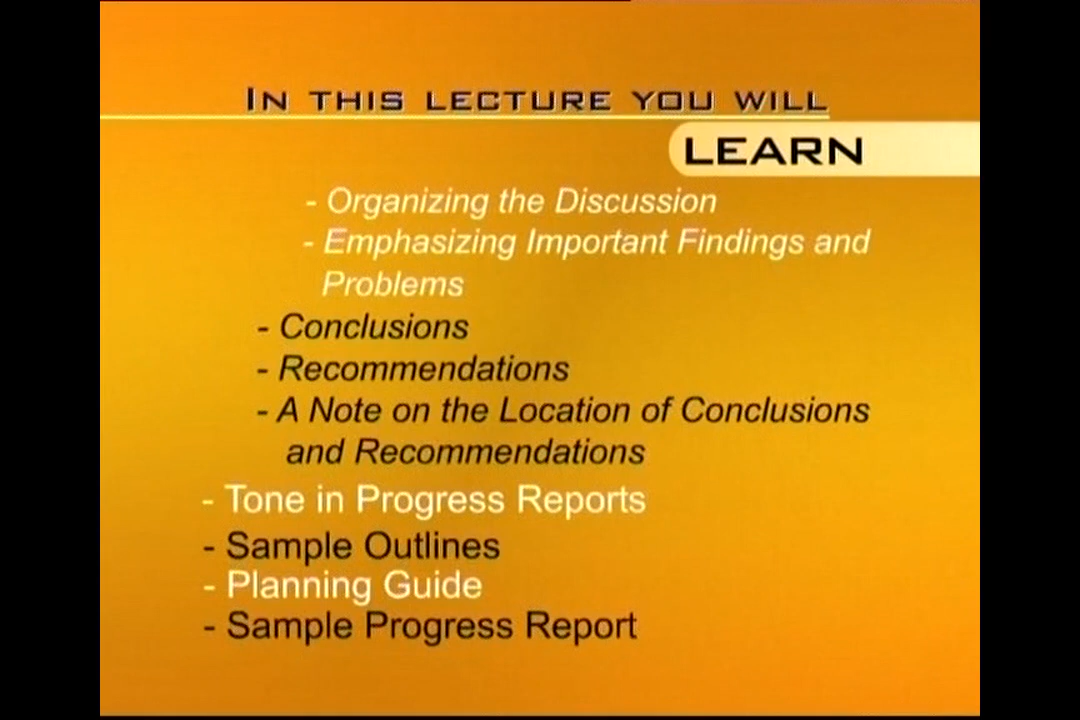 IN THIS LECTURE YOU WILL
LEARN
- Organizing the Discussion
- Emphasizing Important Findings and
Problems
- Conclusions
- Recommendations
- A Note on the Location of Conclusions
and Recommendations
- Tone in Progress Reports
- Sample Outlines
- Planning Guide
- Sample Progress Report